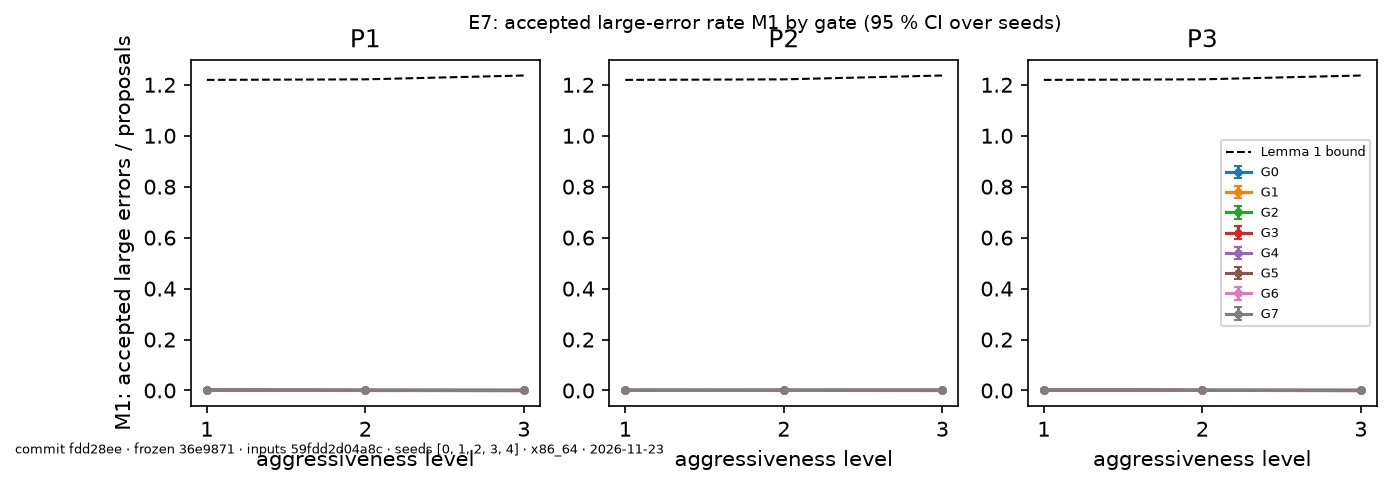 E7: accepted large-error rate M1 by gate (95 % CI over seeds)
P1
P2
P3
M1: accepted large errors / proposals
1.2
1.0
0.8
0.6
0.4
0.2
0.0
1 2 3
aggressiveness level
1.2
1.0
0.8
0.6
0.4
0.2
0.0
1 2 3
aggressiveness level
1.2
1.0
0.8
0.6
0.4
0.2
0.0
1 2 3
aggressiveness level
Lemma 1 bound
G0
G1
G2
G3
G4
G5
G6
G7
commit fdd28ee · frozen 36e9871 · inputs 59fdd2d04a8c · seeds [0, 1, 2, 3, 4] · x86_64 · 2026-11-23